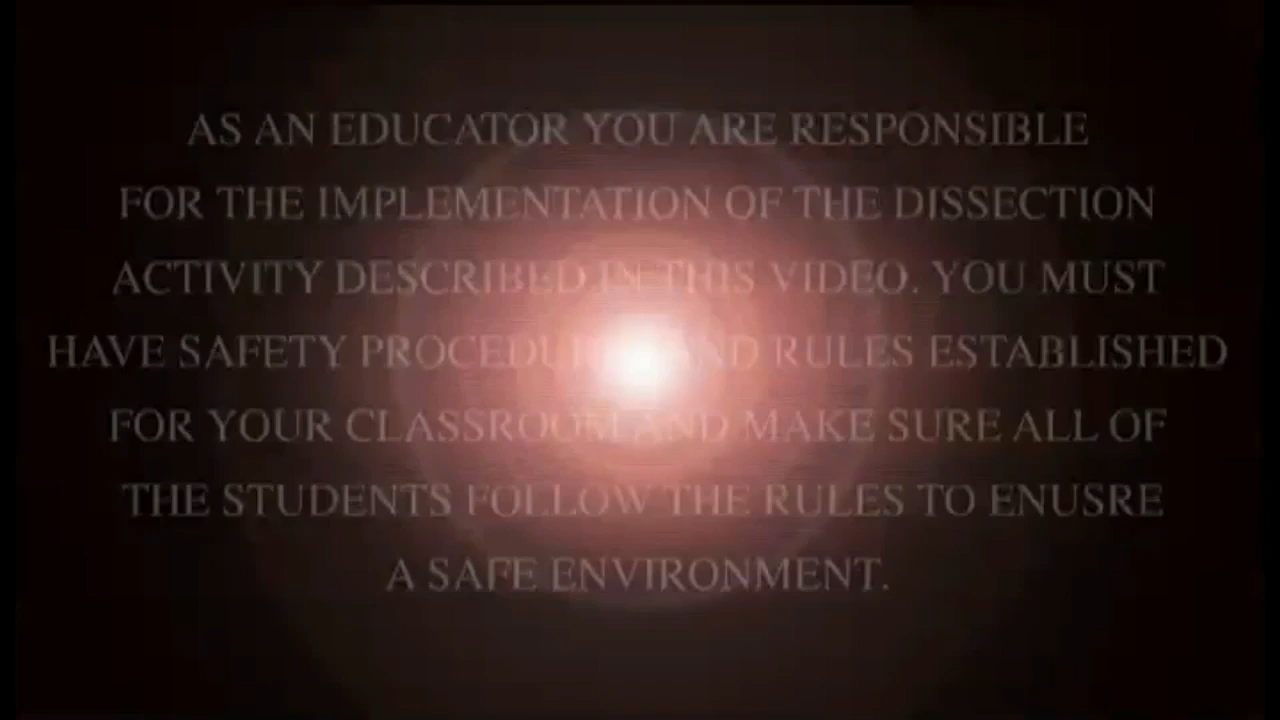 AS AN EDUCATOR YOU ARE RESPONSIBLE
FOR THE IMPLEMENTATION OF THE DISSECTION
ACTIVITY DESCRIBED IN THIS VIDEO. YOU MUST
HAVE SAFETY PROCEDURES AND RULES ESTABLISHED
FOR YOUR CLASSROOM AND MAKE SURE ALL OF
THE STUDENTS FOLLOW THE RULES TO ENUSRE
A SAFE ENVIRONMENT.